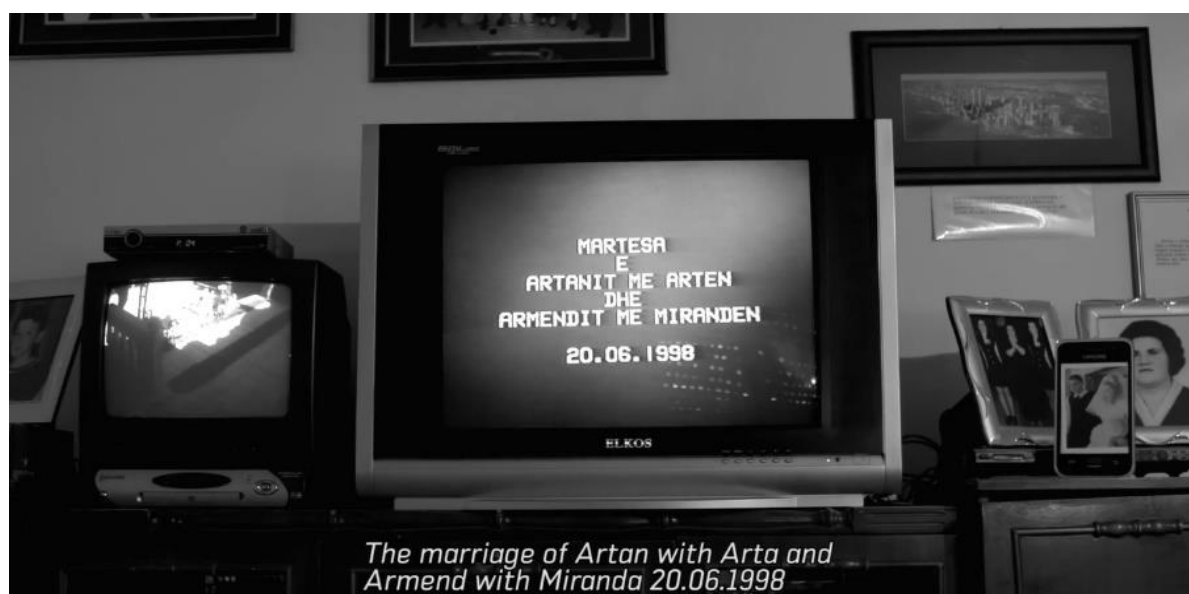 MARTESA
E
ARTANIT ME ARTEN
DHE
ARMENDIT ME MIRANDEN
20.06.1998
ELKOS
The marriage of Artan with Arta and
Armend with Miranda 20.06.1998